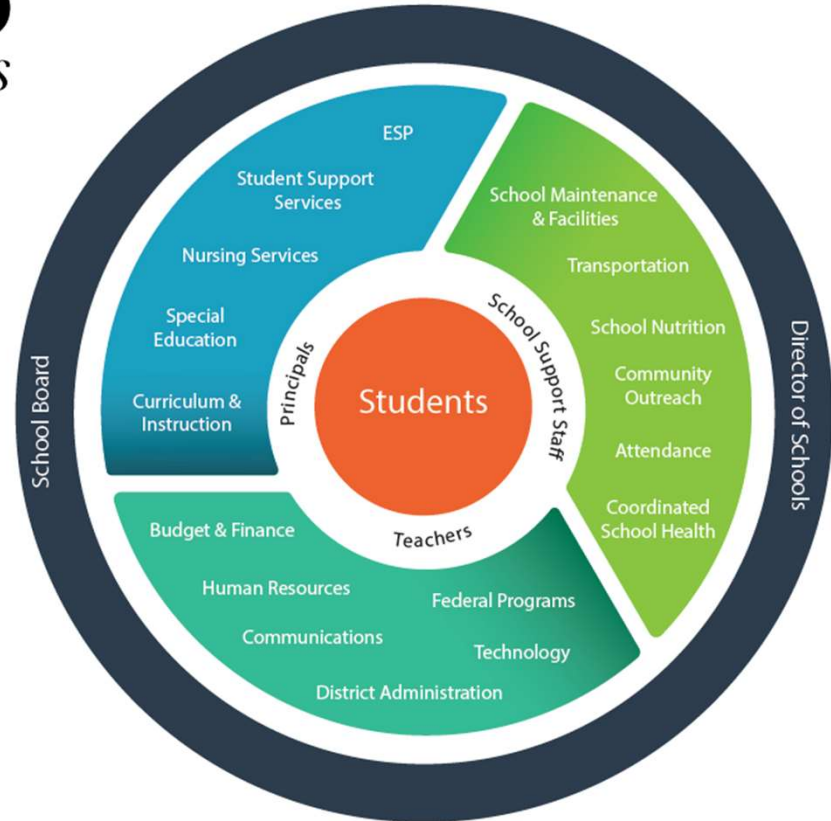 ESP
Student Support
Services
Nursing Services
Special
Education
Curriculum &
Instruction
School Maintenance
& Facilities
Transportation
School Nutrition
Community
Outreach
Attendance
Coordinated
School Health
Budget & Finance
Human Resources
Communications
Federal Programs
Technology
District Administration
Principals
School Support Staff
Teachers
Students
School Board
Director of Schools